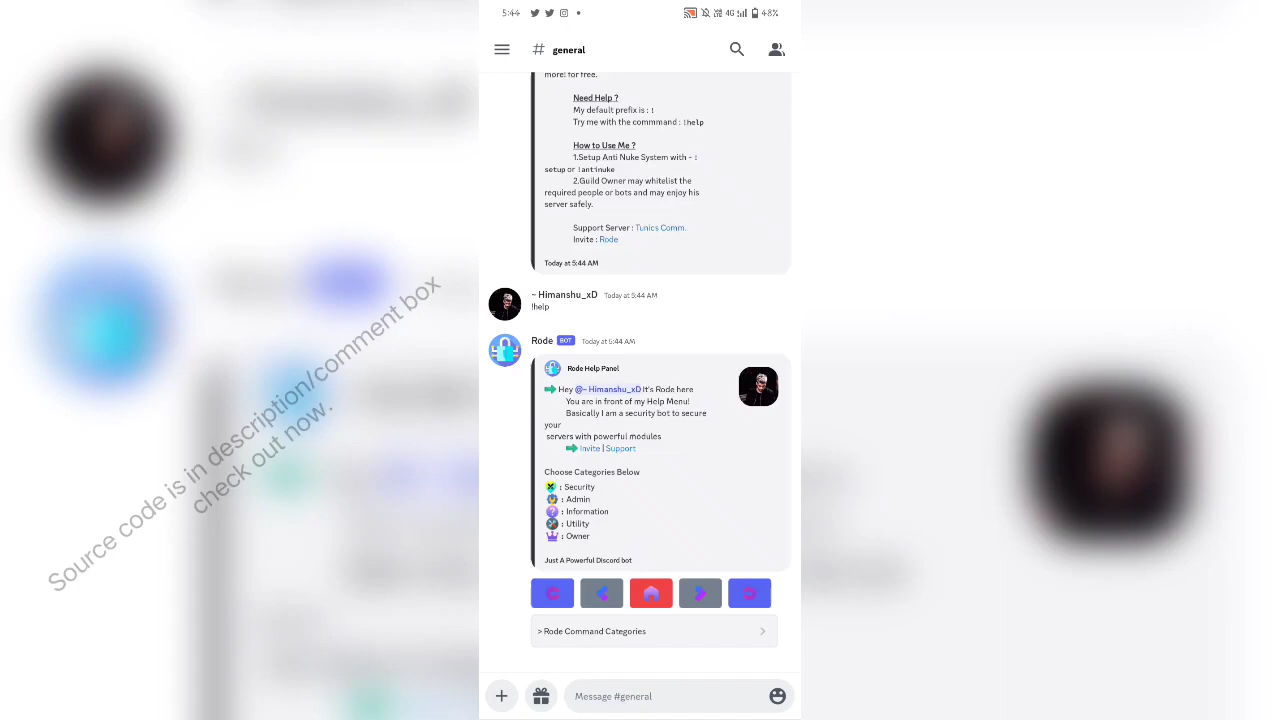 5:44
4G 48%
# general
more! for free.
Need Help ?
My default prefix is : !
Try me with the commmand : !help
How to Use Me ?
1.Setup Anti Nuke System with - !
setup or !antinuke
2.Guild Owner may whitelist the
required people or bots and may enjoy his
server safely.
Support Server : Tunics Comm.
Invite : Rode
Today at 5:44 AM
~ Himanshu_xD Today at 5:44 AM
!help
Rode BOT Today at 5:44 AM
Rode Help Panel
Hey @~ Himanshu_xD It's Rode here
You are in front of my Help Menu!
Basically I am a security bot to secure
your
servers with powerful modules
Invite | Support
Choose Categories Below
: Security
: Admin
: Information
: Utility
: Owner
Just A Powerful Discord bot
> Rode Command Categories
Message #general
Source code is in description/comment box
check out now.